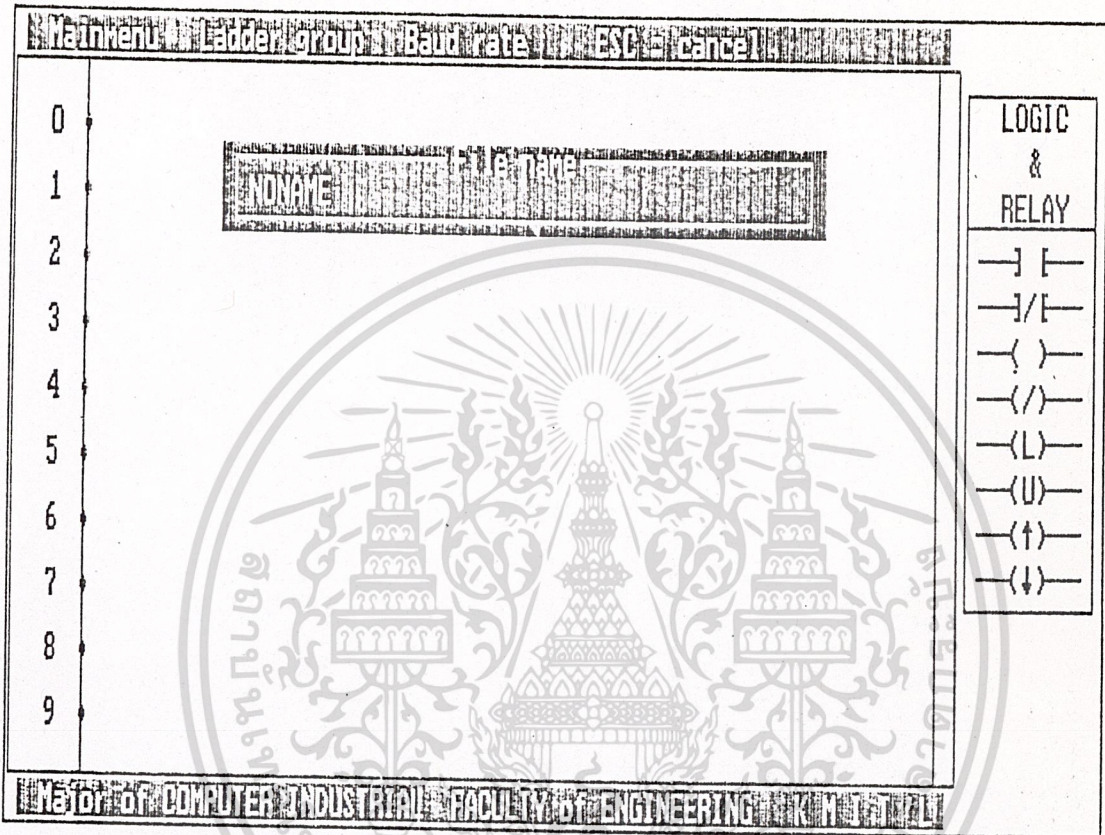 MainMenu Ladder group Baud rate ESC = cancel
0
1
2
3
4
5
6
7
8
9
File name
NONAME
LOGIC
&
RELAY
—] [—
—]/[—
—( )—
—(/)—
—(L)—
—(U)—
—(↑)—
—(↓)—
Major of COMPUTER INDUSTRIAL FACULTY of ENGINEERING K M I T L